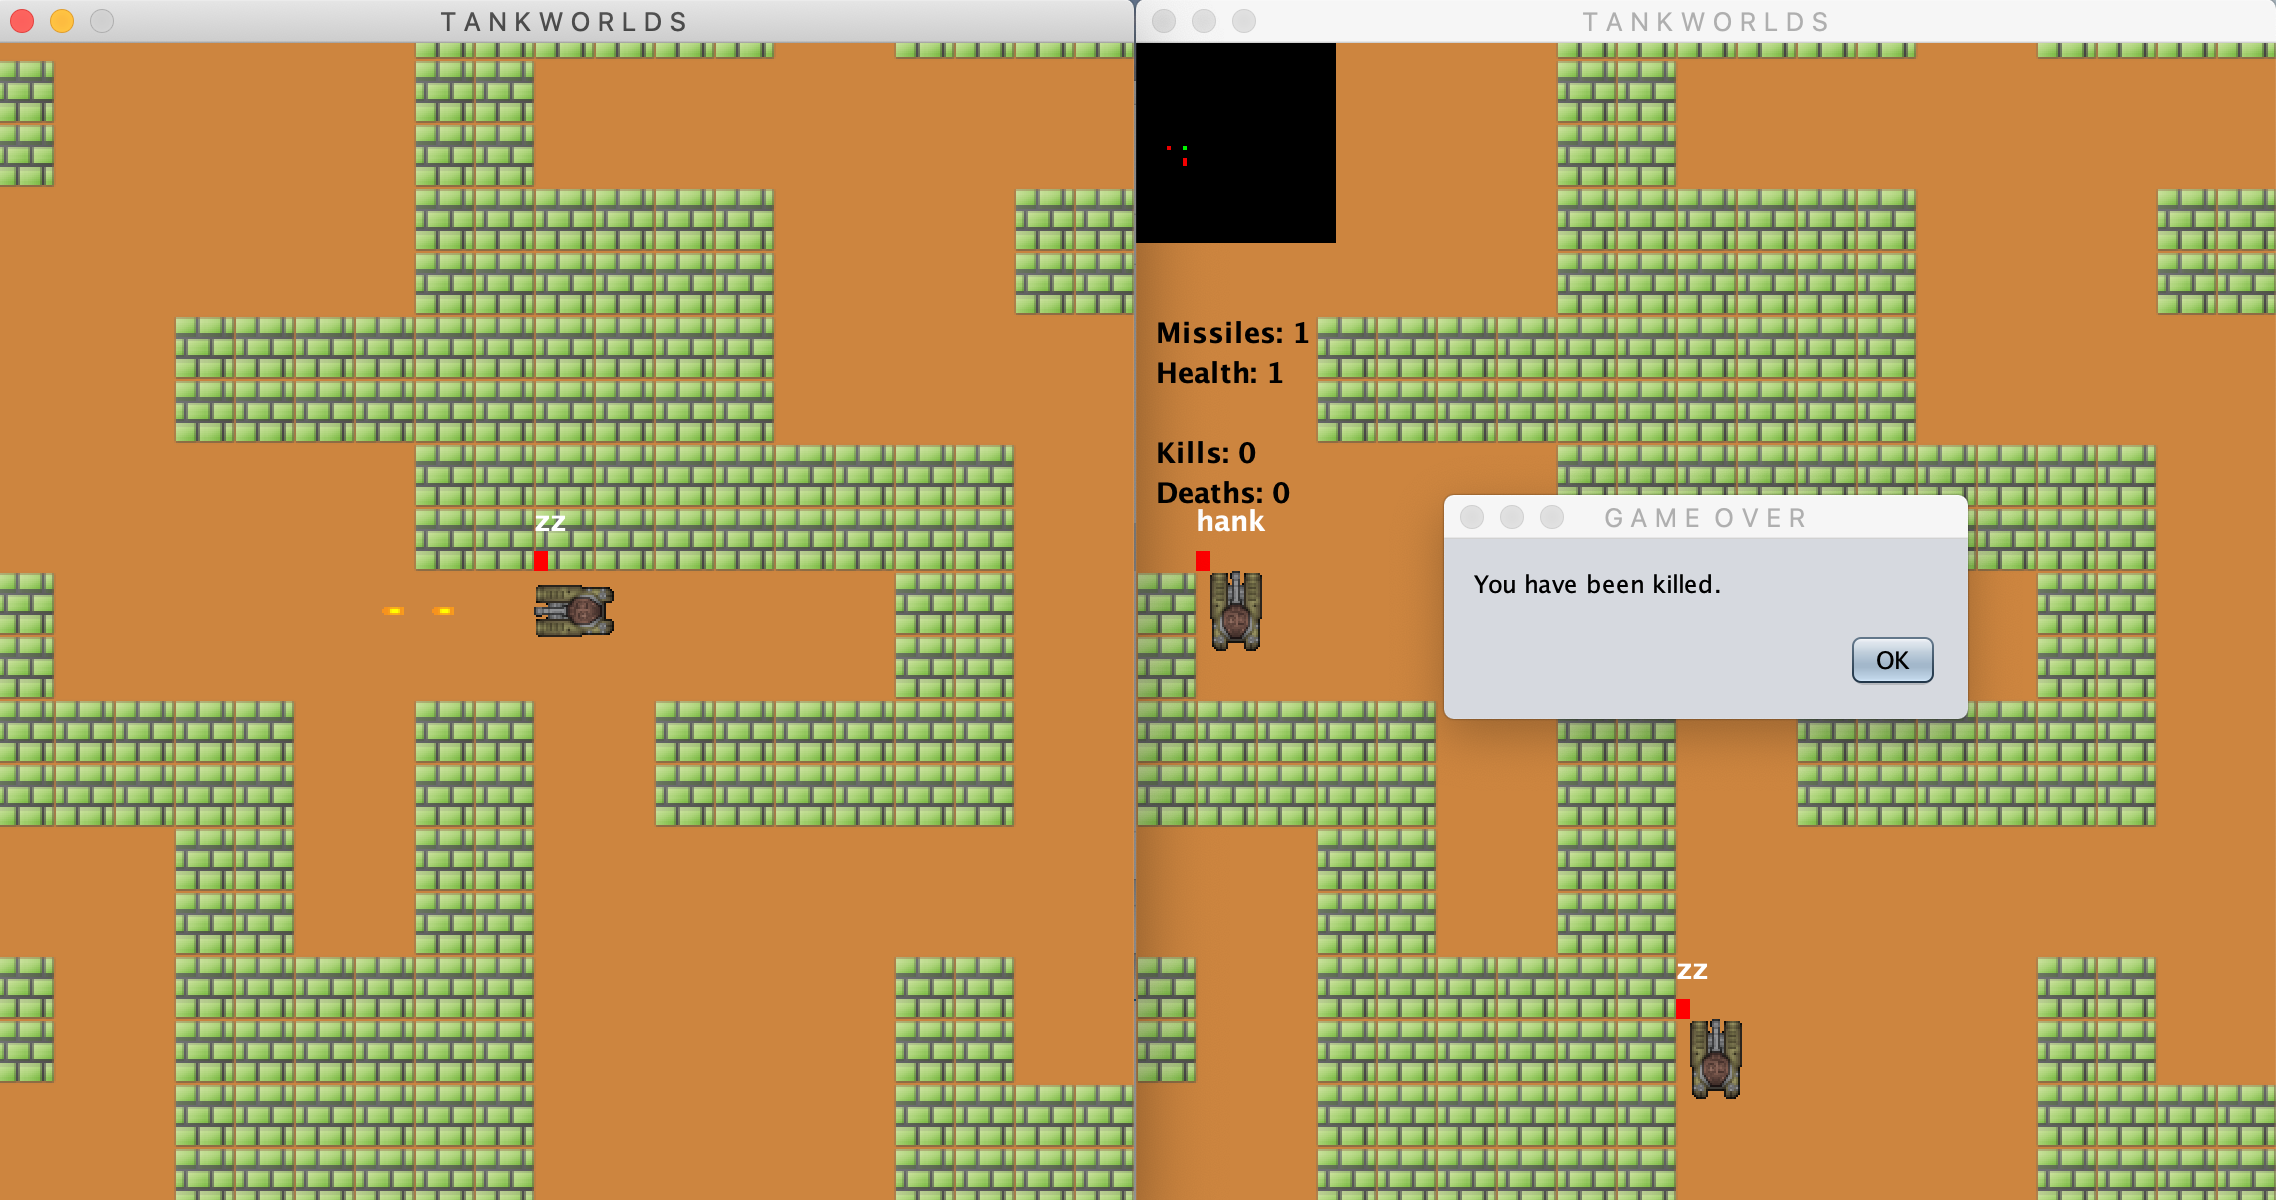 TANKWORLDS
zz
TANKWORLDS
Missiles: 1
Health: 1
Kills: 0
Deaths: 0
hank
GAME OVER
You have been killed.
OK
zz